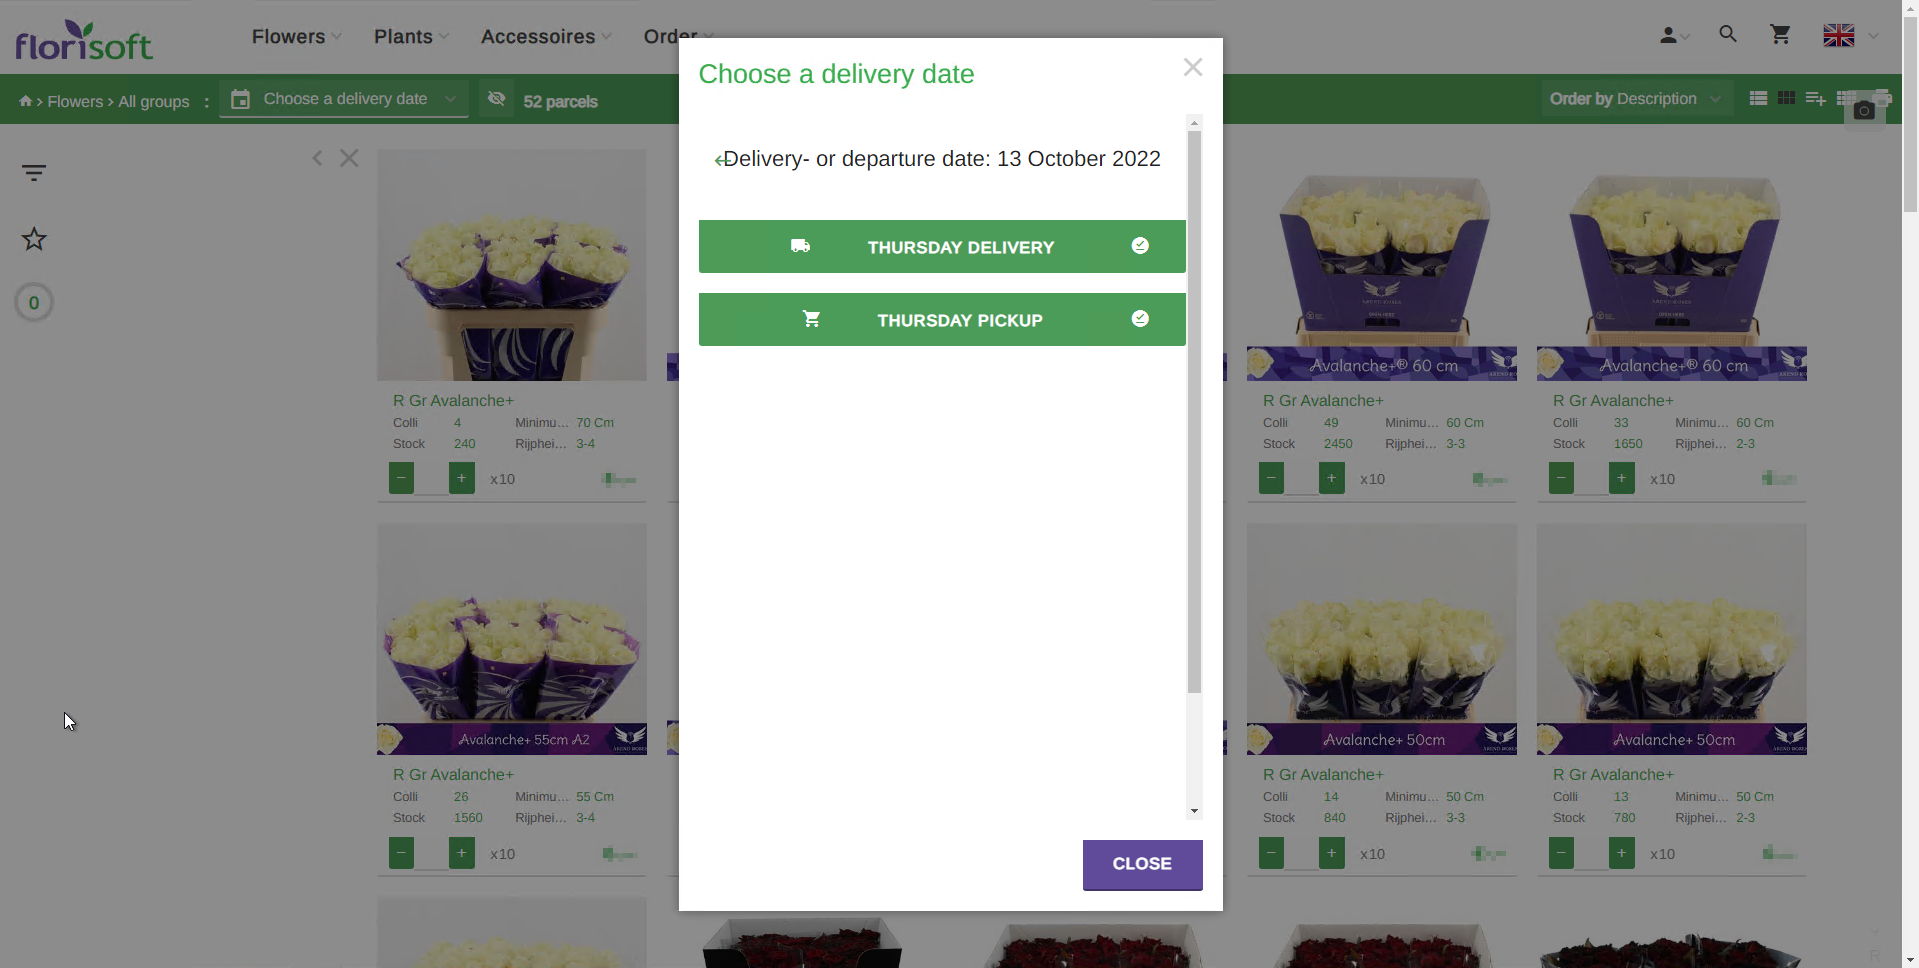 florisoft
Flowers
Plants
Accessoires
Order
Flowers
All groups
:
Choose a delivery date
52 parcels
Order by Description
0
Choose a delivery date
Delivery- or departure date: 13 October 2022
THURSDAY DELIVERY
THURSDAY PICKUP
CLOSE
R Gr Avalanche+
Colli 4 Minimu... 70 Cm
Stock 240 Rijphei... 3-4
− + x10
Avalanche+® 60 cm
R Gr Avalanche+
Colli 49 Minimu... 60 Cm
Stock 2450 Rijphei... 3-3
− + x10
Avalanche+® 60 cm
R Gr Avalanche+
Colli 33 Minimu... 60 Cm
Stock 1650 Rijphei... 2-3
− + x10
Avalanche+ 55cm A2
R Gr Avalanche+
Colli 26 Minimu... 55 Cm
Stock 1560 Rijphei... 3-4
− + x10
Avalanche+ 50cm
R Gr Avalanche+
Colli 14 Minimu... 50 Cm
Stock 840 Rijphei... 3-3
− + x10
Avalanche+ 50cm
R Gr Avalanche+
Colli 13 Minimu... 50 Cm
Stock 780 Rijphei... 2-3
− + x10